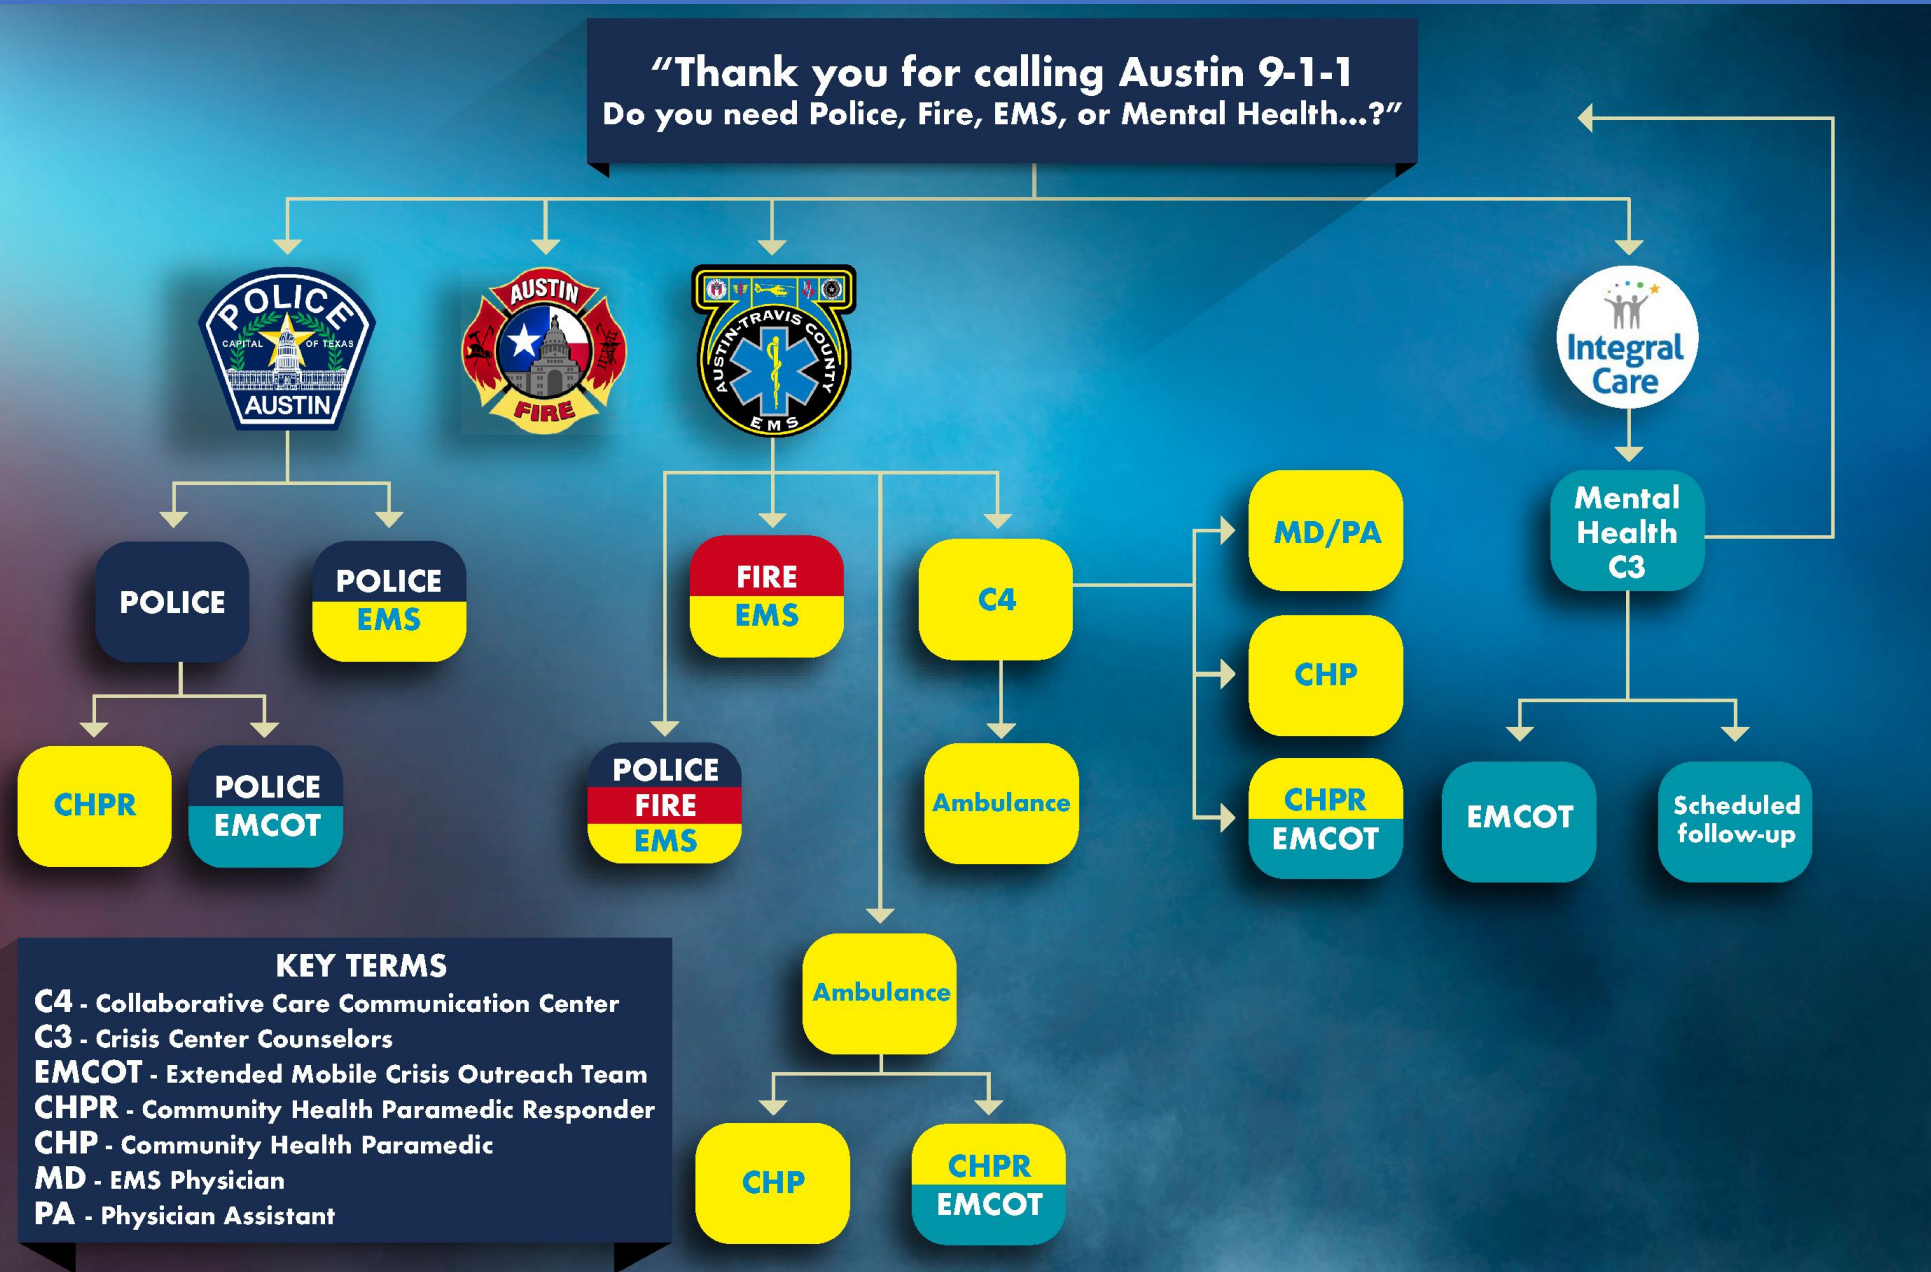 “Thank you for calling Austin 9-1-1
Do you need Police, Fire, EMS, or Mental Health...?”
POLICE
CAPITAL OF TEXAS
AUSTIN
AUSTIN
FIRE
AUSTIN-TRAVIS COUNTY
EMS
Integral
Care
POLICE
POLICE
EMS
FIRE
EMS
C4
MD/PA
Mental
Health
C3
CHP
CHPR
POLICE
EMCOT
POLICE
FIRE
EMS
Ambulance
CHPR
EMCOT
EMCOT
Scheduled
follow-up
Ambulance
CHP
CHPR
EMCOT
KEY TERMS
C4 - Collaborative Care Communication Center
C3 - Crisis Center Counselors
EMCOT - Extended Mobile Crisis Outreach Team
CHPR - Community Health Paramedic Responder
CHP - Community Health Paramedic
MD - EMS Physician
PA - Physician Assistant